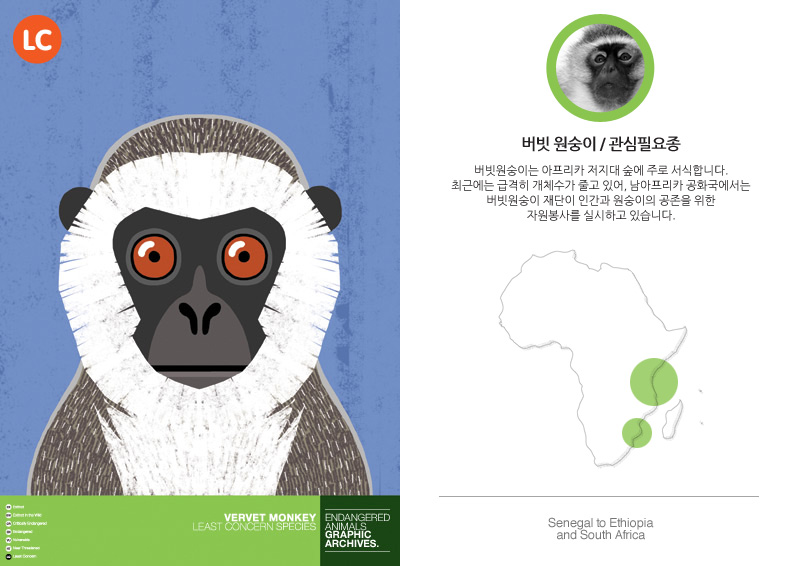 LC
Extinct
Extinct in the Wild
Critically Endangered
Endangered
Vulnerable
Near Threatened
Least Concern
VERVET MONKEY
LEAST CONCERN SPECIES
ENDANGERED
ANIMALS
GRAPHIC
ARCHIVES.
버빗 원숭이 / 관심필요종
버빗원숭이는 아프리카 저지대 숲에 주로 서식합니다.
최근에는 급격히 개체수가 줄고 있어, 남아프리카 공화국에서는
버빗원숭이 재단이 인간과 원숭이의 공존을 위한
자원봉사를 실시하고 있습니다.
Senegal to Ethiopia
and South Africa